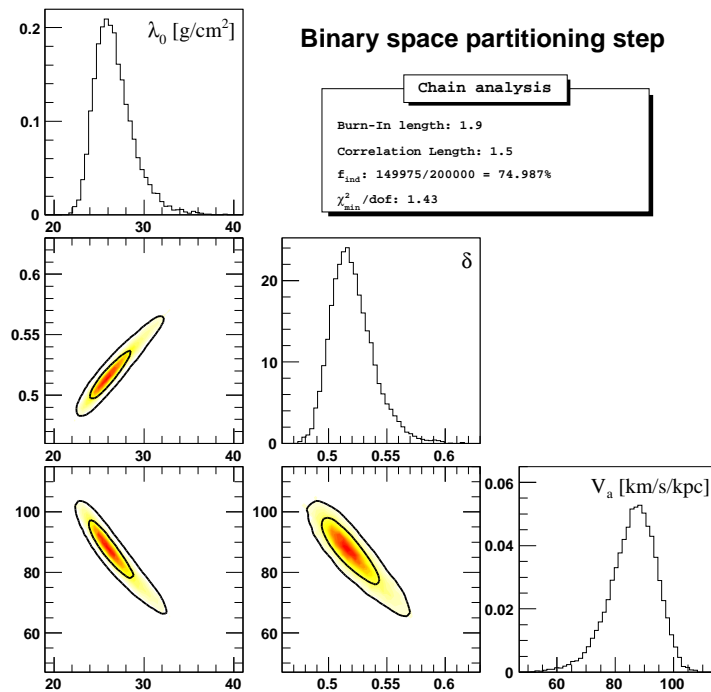 λ₀ [g/cm²]
Binary space partitioning step
Chain analysis
Burn-In length: 1.9
Correlation Length: 1.5
f_ind: 149975/200000 = 74.987%
χ²_min/dof: 1.43
0.2
0.1
0
20 30 40
δ
0.6
0.55
0.5
20 30 40
20
10
0
0.5 0.55 0.6
V_a [km/s/kpc]
100
80
60
20 30 40
100
80
60
0.5 0.55 0.6
0.06
0.04
0.02
0
60 80 100